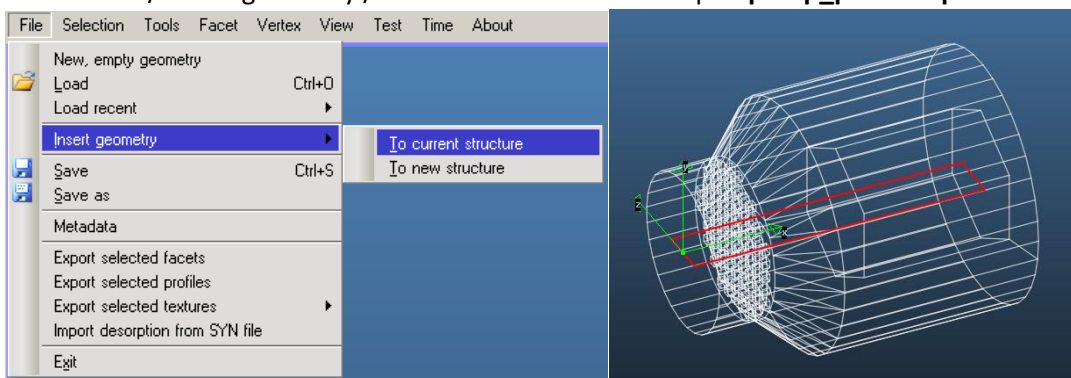 File Selection Tools Facet Vertex View Test Time About
New, empty geometry
Load Ctrl+O
Load recent
Insert geometry
To current structure
To new structure
Save Ctrl+S
Save as
Metadata
Export selected facets
Export selected profiles
Export selected textures
Import desorption from SYN file
Exit
y
z
x